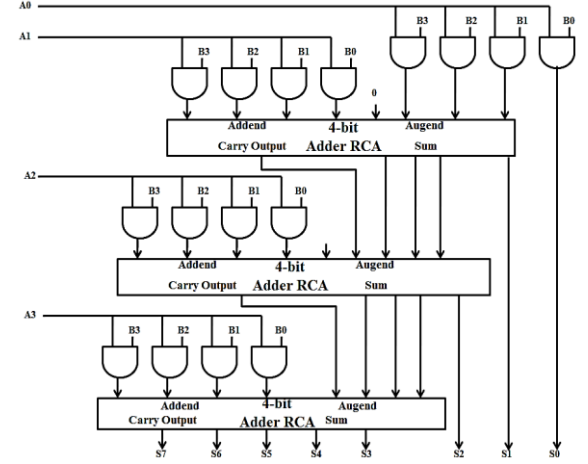 A0
B3 B2 B1 B0
A1
B3 B2 B1 B0
0
Addend 4-bit Augend
Carry Output Adder RCA Sum
A2
B3 B2 B1 B0
Addend 4-bit Augend
Carry Output Adder RCA Sum
A3
B3 B2 B1 B0
Addend 4-bit Augend
Carry Output Adder RCA Sum
S7 S6 S5 S4 S3 S2 S1 S0